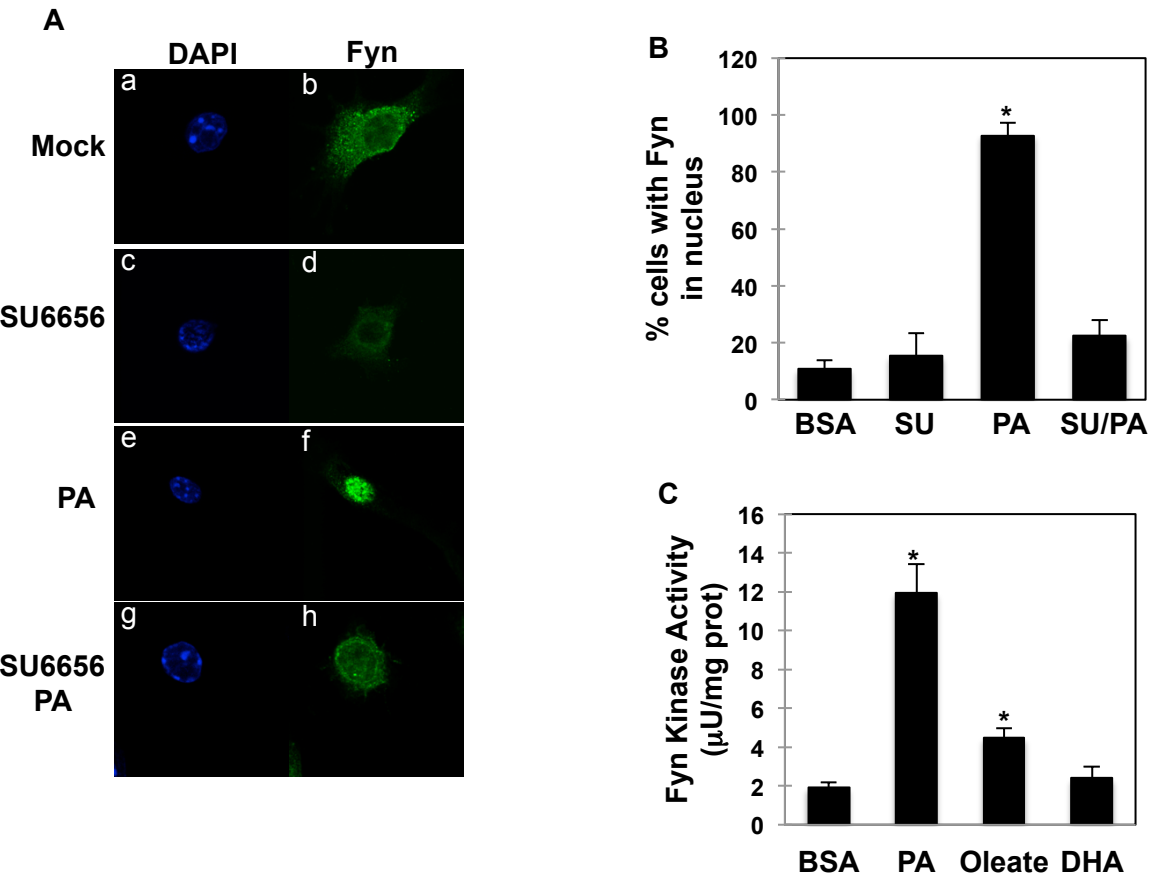 A
DAPI Fyn
a b
Mock
c d
SU6656
e f
PA
g h
SU6656
PA
B
% cells with Fyn
in nucleus
120
100
80
60
40
20
0
*
BSA SU PA SU/PA
C
Fyn Kinase Activity
(μU/mg prot)
16
14
12
10
8
6
4
2
0
*
*
BSA PA Oleate DHA